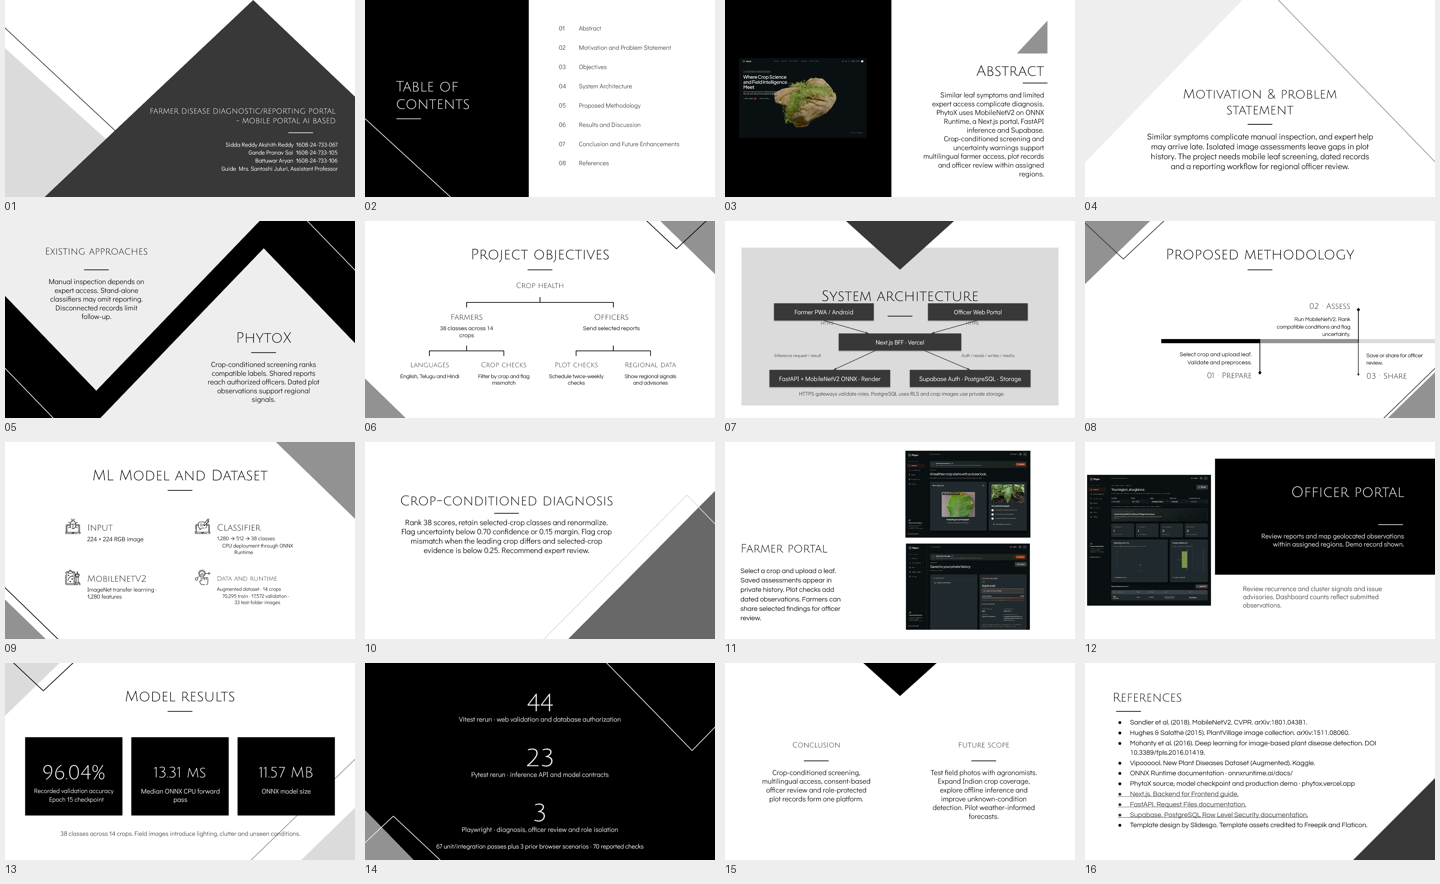 FARMER DISEASE DIAGNOSTIC/REPORTING PORTAL
– MOBILE PORTAL AI BASED
Sidda Reddy Akshith Reddy 1608-24-733-067
Gande Pranav Sai 1608-24-733-105
Battuwar Aryan 1608-24-733-106
Guide: Mrs. Santoshi Juluri, Assistant Professor
01
TABLE OF
CONTENTS
01 Abstract
02 Motivation and Problem Statement
03 Objectives
04 System Architecture
05 Proposed Methodology
06 Results and Discussion
07 Conclusion and Future Enhancements
08 References
02
Where Crop Science
and Field Intelligence
Meet
ABSTRACT
Similar leaf symptoms and limited
expert access complicate diagnosis.
PhytoX uses MobileNetV2 on ONNX
Runtime, a Next.js portal, FastAPI
inference and Supabase.
Crop-conditioned screening and
uncertainty warnings support
multilingual farmer access, plot records
and officer review within assigned
regions.
03
MOTIVATION & PROBLEM
STATEMENT
Similar symptoms complicate manual inspection, and expert help
may arrive late. Isolated image assessments leave gaps in plot
history. The project needs mobile leaf screening, dated records
and a reporting workflow for regional officer review.
04
EXISTING APPROACHES
Manual inspection depends on
expert access. Stand-alone
classifiers may omit reporting.
Disconnected records limit
follow-up.
PHYTOX
Crop-conditioned screening ranks
compatible labels. Shared reports
reach authorized officers. Dated plot
observations support regional
signals.
05
PROJECT OBJECTIVES
CROP HEALTH
FARMERS
38 classes across 14
crops
OFFICERS
Send selected reports
LANGUAGES
English, Telugu and Hindi
CROP CHECKS
Filter by crop and flag
mismatch
PLOT CHECKS
Schedule twice-weekly
checks
REGIONAL DATA
Show regional signals
and advisories
06
SYSTEM ARCHITECTURE
Farmer PWA / Android
Officer Web Portal
HTTPS
HTTPS
Next.js BFF · Vercel
Inference request / result
Auth / reads / writes / media
FastAPI + MobileNetV2 ONNX · Render
Supabase Auth · PostgreSQL · Storage
HTTPS gateways validate roles. PostgreSQL uses RLS and crop images use private storage.
07
PROPOSED METHODOLOGY
02 · ASSESS
Run MobileNetV2. Rank
compatible conditions and flag
uncertainty.
Select crop and upload leaf.
Validate and preprocess.
01 · PREPARE
Save or share for officer
review.
03 · SHARE
08
ML MODEL AND DATASET
INPUT
224 × 224 RGB image
CLASSIFIER
1,280 → 512 → 38 classes
CPU deployment through ONNX
Runtime
MOBILENETV2
ImageNet transfer learning ·
1,280 features
DATA AND RUNTIME
Augmented dataset · 14 crops
70,295 train · 17,572 validation ·
33 test-folder images
09
CROP-CONDITIONED DIAGNOSIS
Rank 38 scores, retain selected-crop classes and renormalize.
Flag uncertainty below 0.70 confidence or 0.15 margin. Flag crop
mismatch when the leading crop differs and selected-crop
evidence is below 0.25. Recommend expert review.
10
FARMER PORTAL
Select a crop and upload a leaf.
Saved assessments appear in
private history. Plot checks add
dated observations. Farmers can
share selected findings for officer
review.
11
OFFICER PORTAL
Review reports and map geolocated observations
within assigned regions. Demo record shown.
Review recurrence and cluster signals and issue
advisories. Dashboard counts reflect submitted
observations.
12
MODEL RESULTS
96.04%
Recorded validation accuracy
Epoch 15 checkpoint
13.31 MS
Median ONNX CPU forward
pass
11.57 MB
ONNX model size
38 classes across 14 crops. Field images introduce lighting, clutter and unseen conditions.
13
44
Vitest rerun · web validation and database authorization
23
Pytest rerun · inference API and model contracts
3
Playwright · diagnosis, officer review and role isolation
67 unit/integration passes plus 3 prior browser scenarios · 70 reported checks
14
CONCLUSION
Crop-conditioned screening,
multilingual access, consent-based
officer review and role-protected
plot records form one platform.
FUTURE SCOPE
Test field photos with agronomists.
Expand Indian crop coverage,
explore offline inference and
improve unknown-condition
detection. Pilot weather-informed
forecasts.
15
REFERENCES
● Sandler et al. (2018). MobileNetV2. CVPR. arXiv:1801.04381.
● Hughes & Salathé (2015). PlantVillage image collection. arXiv:1511.08060.
● Mohanty et al. (2016). Deep learning for image-based plant disease detection. DOI
10.3389/fpls.2016.01419.
● Vipoooool. New Plant Diseases Dataset (Augmented). Kaggle.
● ONNX Runtime documentation · onnxruntime.ai/docs/
● PhytoX source, model checkpoint and production demo · phytox.vercel.app
● Next.js. Backend for Frontend guide.
● FastAPI. Request Files documentation.
● Supabase. PostgreSQL Row Level Security documentation.
● Template design by Slidesgo. Template assets credited to Freepik and Flaticon.
16